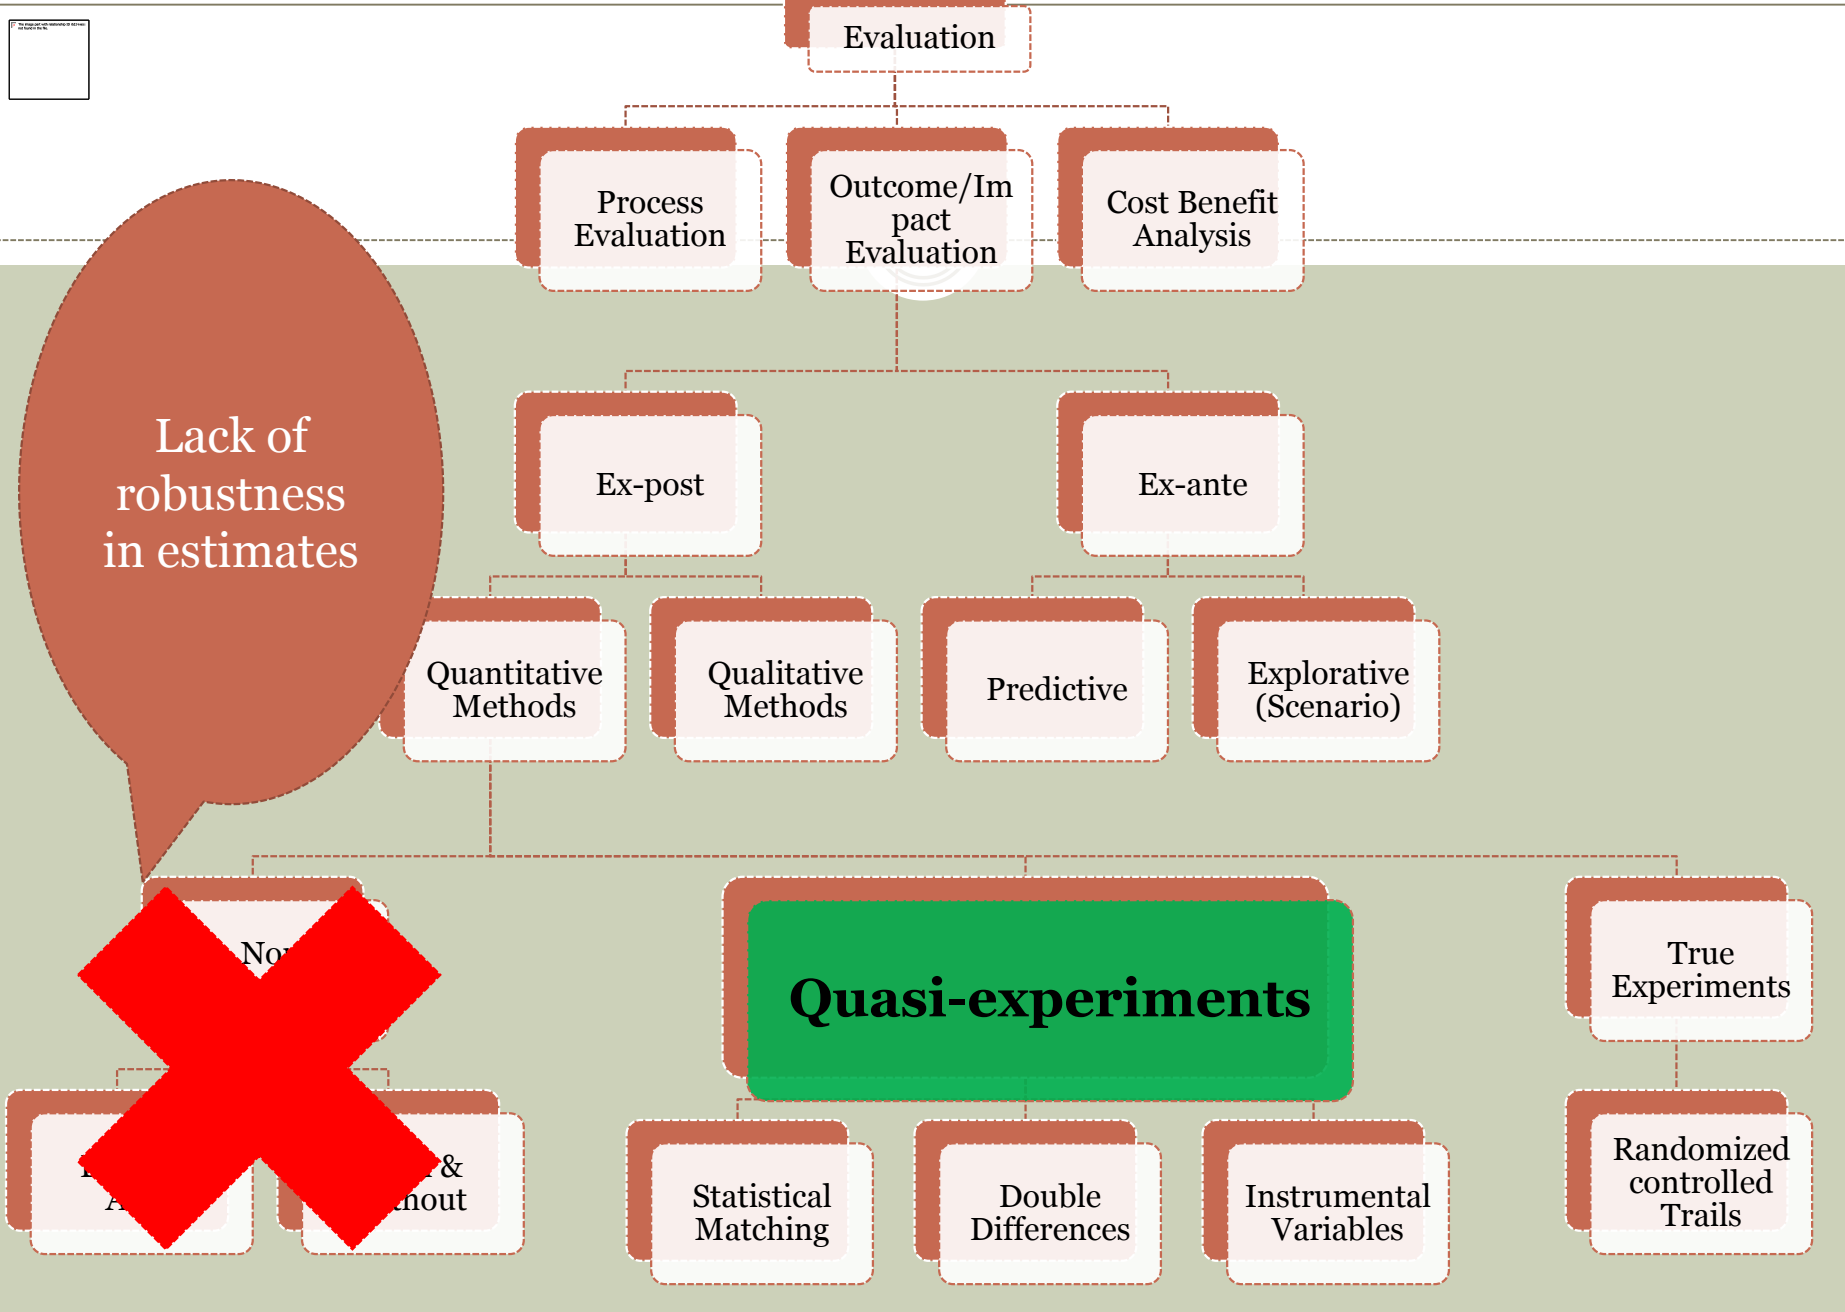 Evaluation
Process
Evaluation
Outcome/Im
pact
Evaluation
Cost Benefit
Analysis
Lack of
robustness
in estimates
Ex-post
Ex-ante
Quantitative
Methods
Qualitative
Methods
Predictive
Explorative
(Scenario)
Quasi-experiments
True
Experiments
&
Statistical
Matching
Double
Differences
Instrumental
Variables
Randomized
controlled
Trails